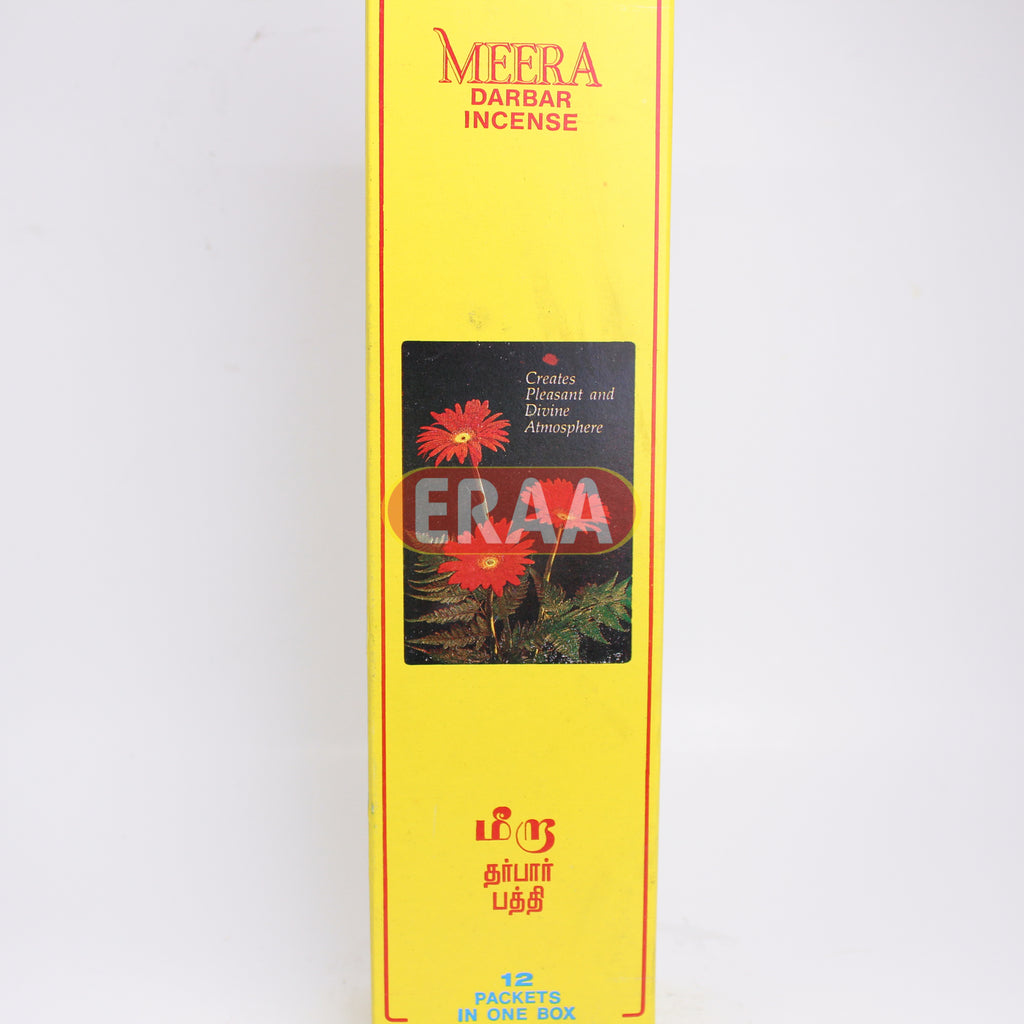 MEERA
DARBAR
INCENSE
Creates
Pleasant and
Divine
Atmosphere
ERAA
மீறு
தர்பார்
பத்தி
12
PACKETS
IN ONE BOX